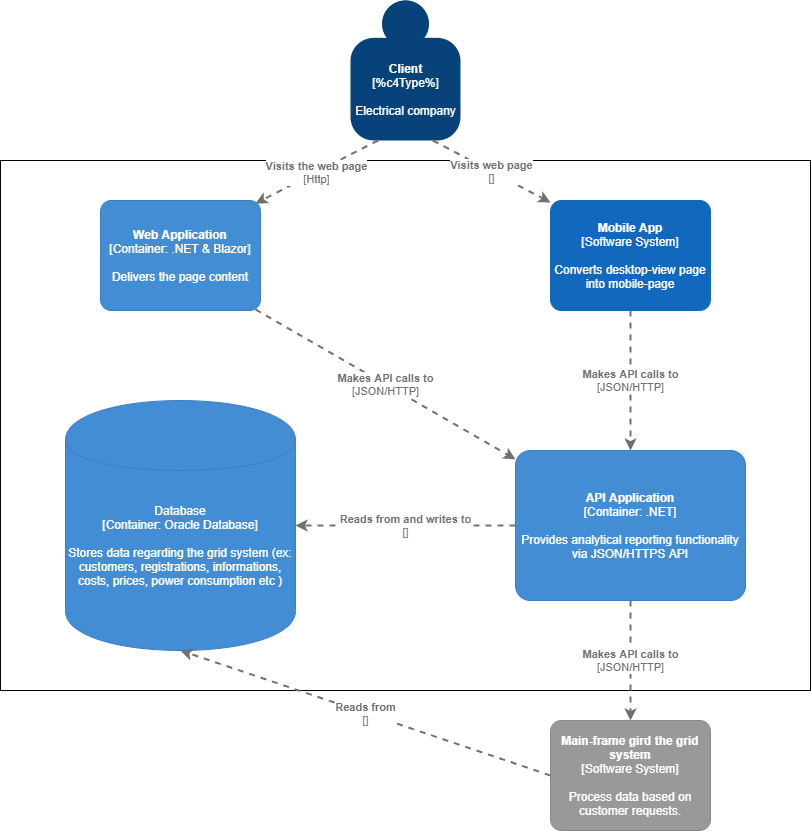 Client
[%c4Type%]
Electrical company
Visits the web page
[Http]
Visits web page
[]
Web Application
[Container: .NET & Blazor]
Delivers the page content
Mobile App
[Software System]
Converts desktop-view page
into mobile-page
Makes API calls to
[JSON/HTTP]
Makes API calls to
[JSON/HTTP]
Database
[Container: Oracle Database]
Stores data regarding the grid system (ex:
customers, registrations, informations,
costs, prices, power consumption etc )
Reads from and writes to
[]
API Application
[Container: .NET]
Provides analytical reporting functionality
via JSON/HTTPS API
Makes API calls to
[JSON/HTTP]
Reads from
[]
Main-frame gird the grid
system
[Software System]
Process data based on
customer requests.